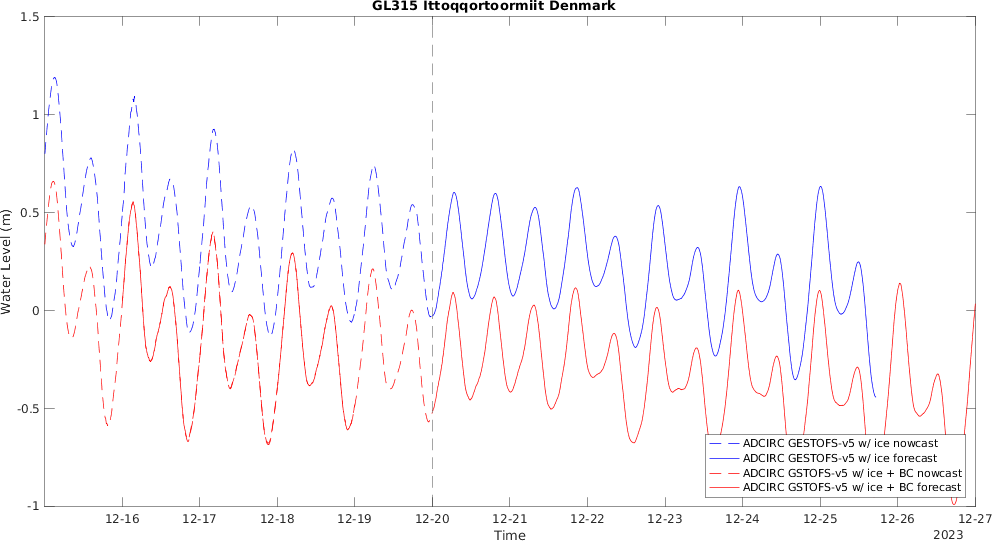 GL315 Ittoqqortoormiit Denmark
1.5
1
0.5
0
-0.5
-1
Water Level (m)
12-16 12-17 12-18 12-19 12-20 12-21 12-22 12-23 12-24 12-25 12-26 12-27
Time
2023
ADCIRC GESTOFS-v5 w/ ice nowcast
ADCIRC GESTOFS-v5 w/ ice forecast
ADCIRC GSTOFS-v5 w/ ice + BC nowcast
ADCIRC GSTOFS-v5 w/ ice + BC forecast